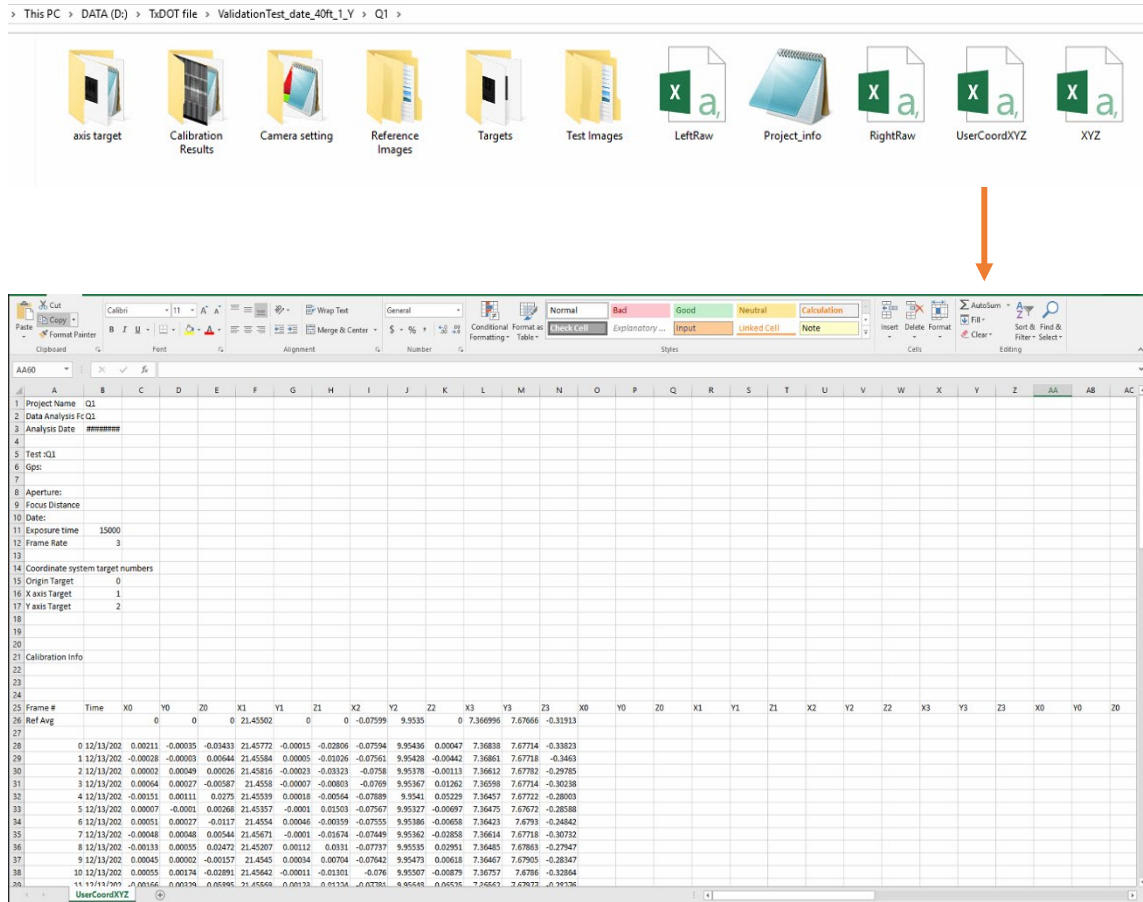 > This PC > DATA (D:) > TxDOT file > ValidationTest_date_40ft_1_Y > Q1 >
axis target Calibration Results Camera setting Reference Images Targets Test Images LeftRaw Project_info RightRaw UserCoordXYZ XYZ
Cut Calibri 11 Wrap Text General Normal Bad Good Neutral Calculation AutoSum
Paste Copy Format Painter Merge & Center Conditional Formatting Format as Table Check Cell Explanatory ... Input Linked Cell Note Insert Delete Format Fill Clear Sort & Filter Find & Select
Clipboard Font Alignment Number Styles Cells Editing
AA60 fx
A B C D E F G H I J K L M N O P Q R S T U V W X Y Z AA AB AC
1 Project Name Q1
2 Data Analysis Fc Q1
3 Analysis Date ########
4
5 Test :Q1
6 Gps:
7
8 Aperture:
9 Focus Distance
10 Date:
11 Exposure time 15000
12 Frame Rate 3
13
14 Coordinate system target numbers
15 Origin Target 0
16 X axis Target 1
17 Y axis Target 2
18
19
20
21 Calibration Info
22
23
24
25 Frame # Time X0 Y0 Z0 X1 Y1 Z1 X2 Y2 Z2 X3 Y3 Z3 X0 Y0 Z0 X1 Y1 Z1 X2 Y2 Z2 X3 Y3 Z3 X0 Y0 Z0
26 Ref Avg 0 0 0 21.45502 0 0 -0.07599 9.9535 0 7.366996 7.67666 -0.31913
27
28 0 12/13/202 0.00211 -0.00035 -0.03433 21.45772 -0.00015 -0.02806 -0.07594 9.95436 0.00047 7.36838 7.67714 -0.33823
29 1 12/13/202 -0.00028 -0.00003 0.00644 21.45584 0.00005 -0.01026 -0.07561 9.95428 -0.00442 7.36861 7.67718 -0.3463
30 2 12/13/202 0.00002 0.00049 0.00026 21.45816 -0.00023 -0.03323 -0.0758 9.95378 -0.00113 7.36612 7.67782 -0.29785
31 3 12/13/202 0.00064 0.00027 -0.00587 21.4558 -0.00007 -0.00803 -0.0769 9.95367 0.01262 7.36598 7.67714 -0.30238
32 4 12/13/202 -0.00151 0.00111 0.0275 21.45539 0.00018 -0.00564 -0.07889 9.9541 0.05229 7.36457 7.67722 -0.28003
33 5 12/13/202 0.00007 -0.0001 0.00268 21.45357 -0.0001 0.01503 -0.07567 9.95327 -0.00697 7.36475 7.67672 -0.28588
34 6 12/13/202 0.00051 0.00027 -0.0117 21.4554 0.00046 -0.00359 -0.07555 9.95386 -0.00658 7.36423 7.6793 -0.24842
35 7 12/13/202 -0.00048 0.00048 0.00544 21.45671 -0.0001 -0.01674 -0.07449 9.95362 -0.02858 7.36614 7.67718 -0.30732
36 8 12/13/202 -0.00133 0.00055 0.02472 21.45207 0.00112 0.0331 -0.07737 9.95535 0.02951 7.36485 7.67863 -0.27947
37 9 12/13/202 0.00045 0.00002 -0.00157 21.4545 0.00034 0.00704 -0.07642 9.95473 0.00618 7.36467 7.67905 -0.28347
38 10 12/13/202 0.00055 0.00174 -0.02891 21.45642 -0.00011 -0.01301 -0.076 9.95507 -0.00879 7.36757 7.6786 -0.32864
UserCoordXYZ